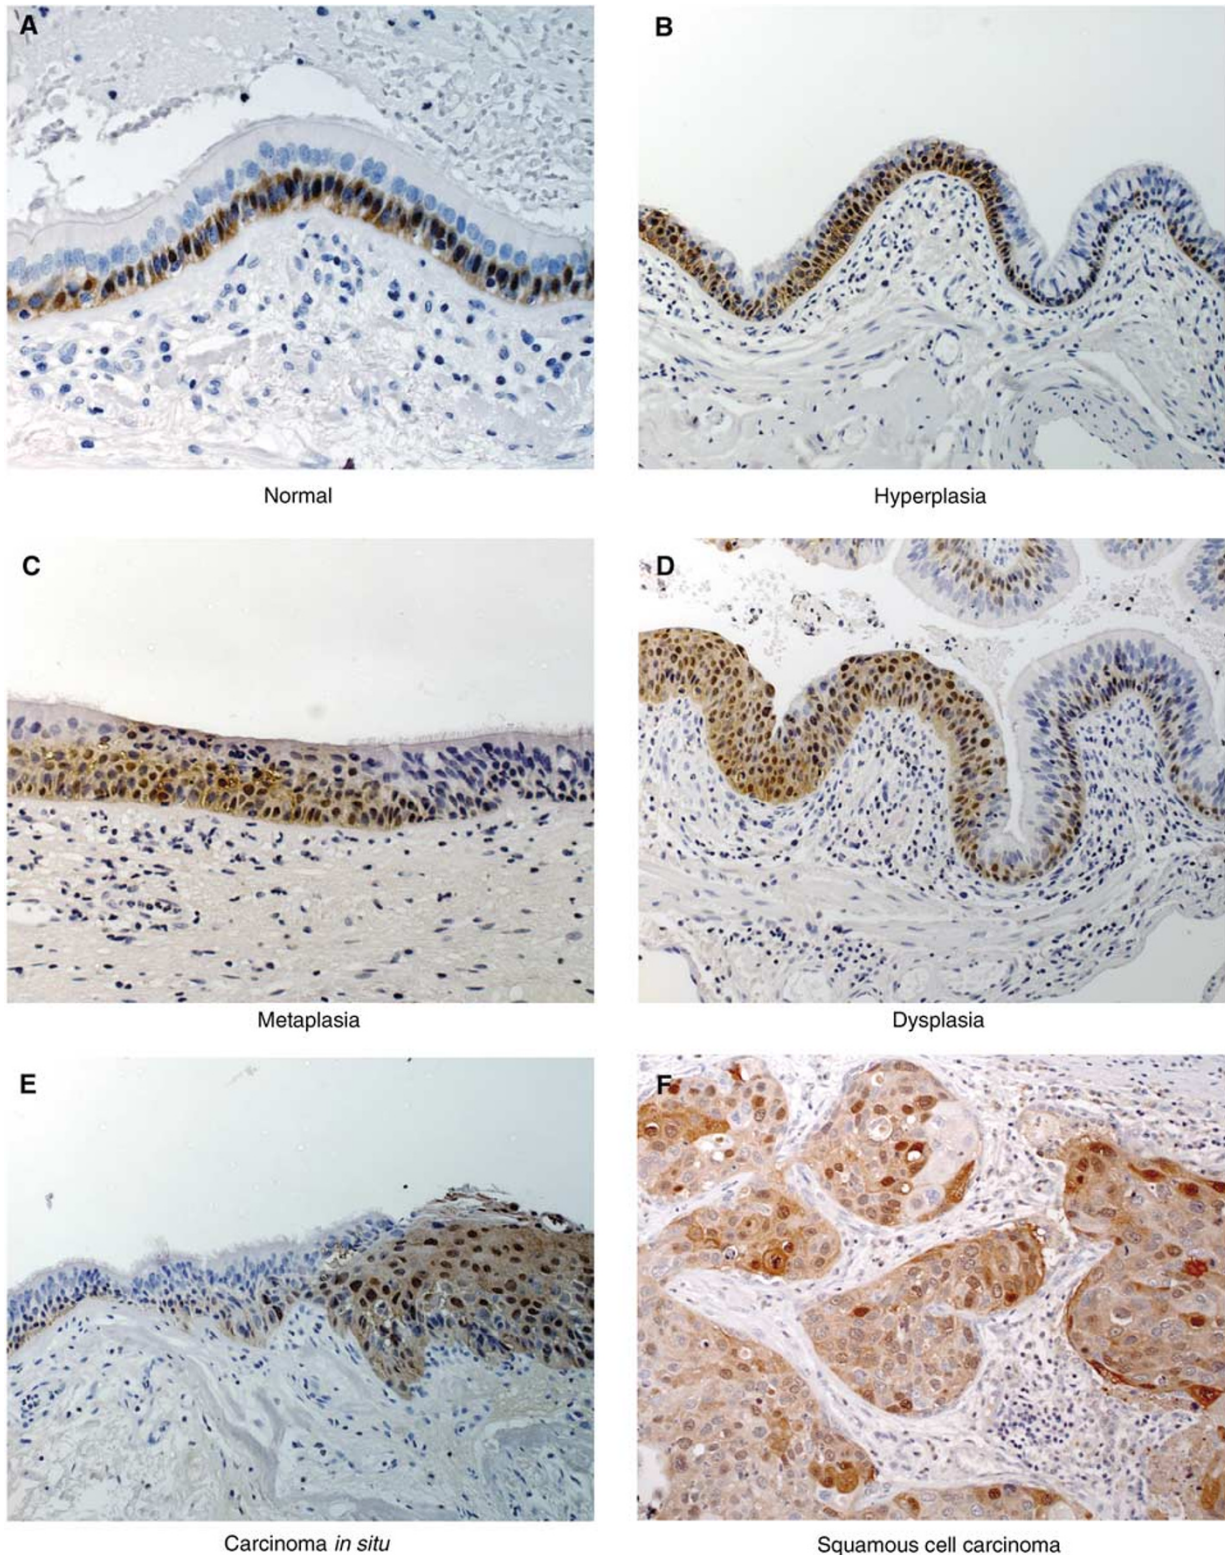 A
B
Normal
Hyperplasia
C
D
Metaplasia
Dysplasia
E
F
Carcinoma in situ
Squamous cell carcinoma